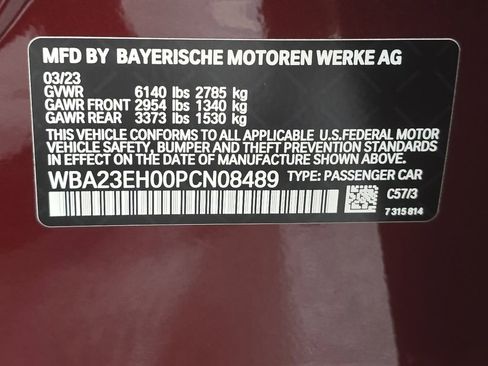 MFD BY BAYERISCHE MOTOREN WERKE AG
03/23
GVWR 6140 lbs 2785 kg
GAWR FRONT 2954 lbs 1340 kg
GAWR REAR 3373 lbs 1530 kg
THIS VEHICLE CONFORMS TO ALL APPLICABLE U.S.FEDERAL MOTOR
VEHICLE SAFETY, BUMPER AND THEFT PREVENTION STANDARDS
IN EFFECT ON THE DATE OF MANUFACTURE SHOWN ABOVE.
WBA23EH00PCN08489 TYPE: PASSENGER CAR
C57/3
7 315 814